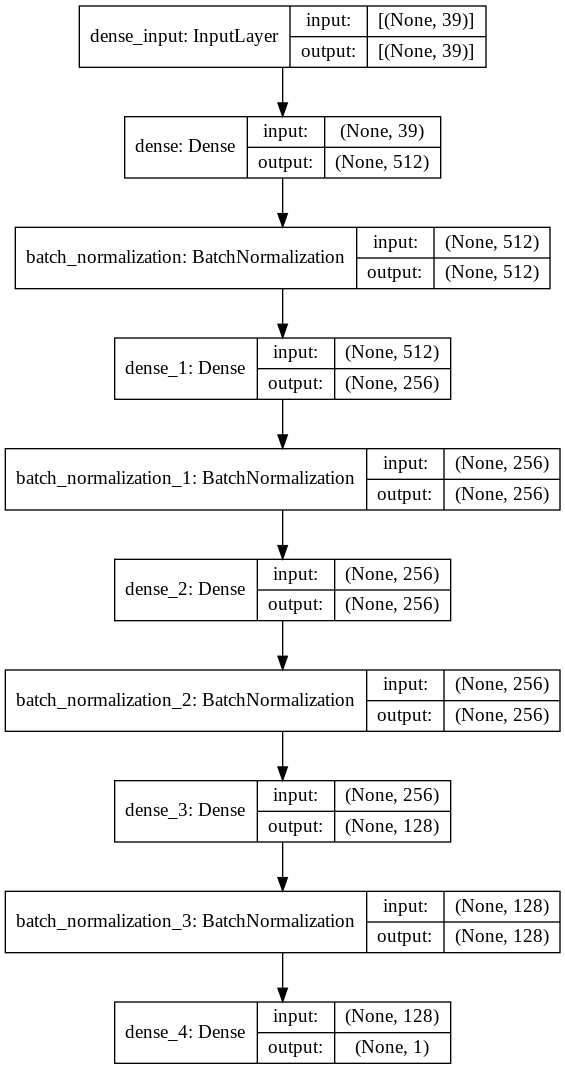 dense_input: InputLayer
input: [(None, 39)]
output: [(None, 39)]
dense: Dense
input: (None, 39)
output: (None, 512)
batch_normalization: BatchNormalization
input: (None, 512)
output: (None, 512)
dense_1: Dense
input: (None, 512)
output: (None, 256)
batch_normalization_1: BatchNormalization
input: (None, 256)
output: (None, 256)
dense_2: Dense
input: (None, 256)
output: (None, 256)
batch_normalization_2: BatchNormalization
input: (None, 256)
output: (None, 256)
dense_3: Dense
input: (None, 256)
output: (None, 128)
batch_normalization_3: BatchNormalization
input: (None, 128)
output: (None, 128)
dense_4: Dense
input: (None, 128)
output: (None, 1)